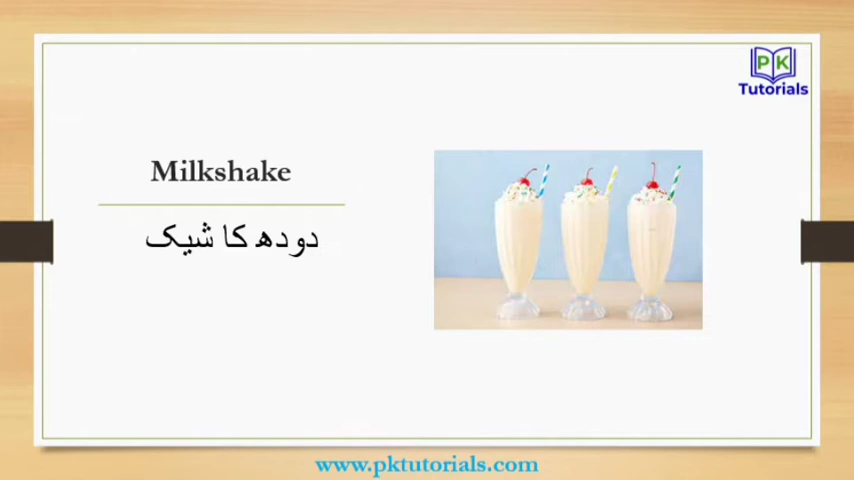 PK
Tutorials
Milkshake
دودھ کا شیک
www.pktutorials.com